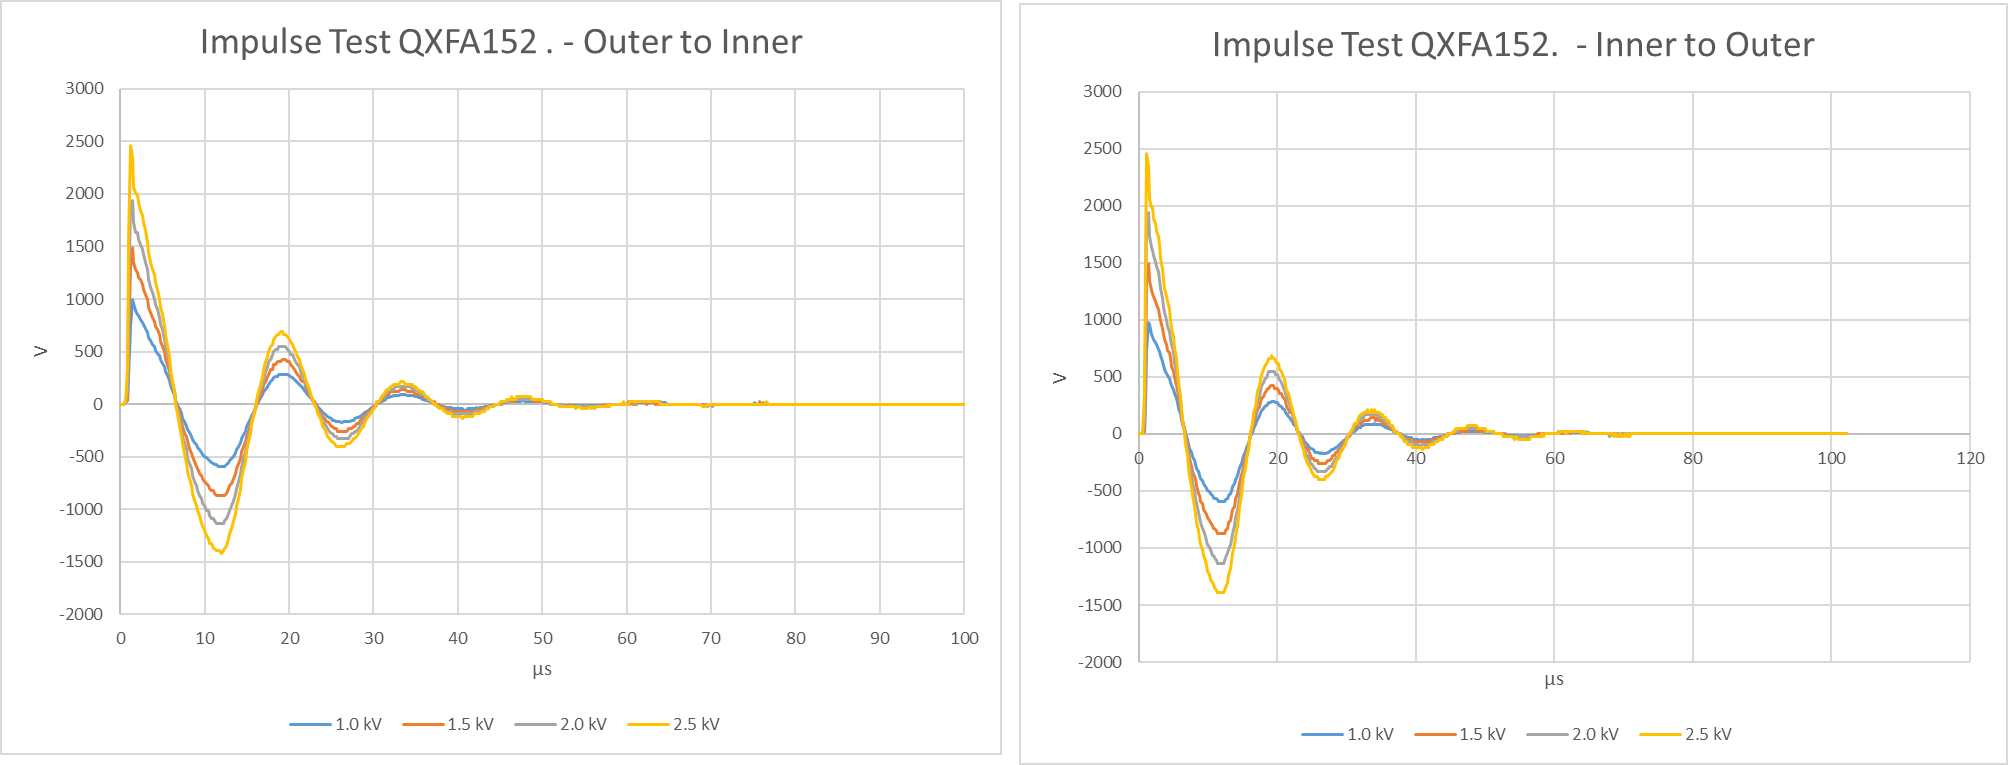 Impulse Test QXFA152 . - Outer to Inner
3000
2500
2000
1500
1000
500
0
-500
-1000
-1500
-2000
V
0 10 20 30 40 50 60 70 80 90 100
µs
1.0 kV 1.5 kV 2.0 kV 2.5 kV
Impulse Test QXFA152. - Inner to Outer
3000
2500
2000
1500
1000
500
0
-500
-1000
-1500
-2000
V
0 20 40 60 80 100 120
µs
1.0 kV 1.5 kV 2.0 kV 2.5 kV